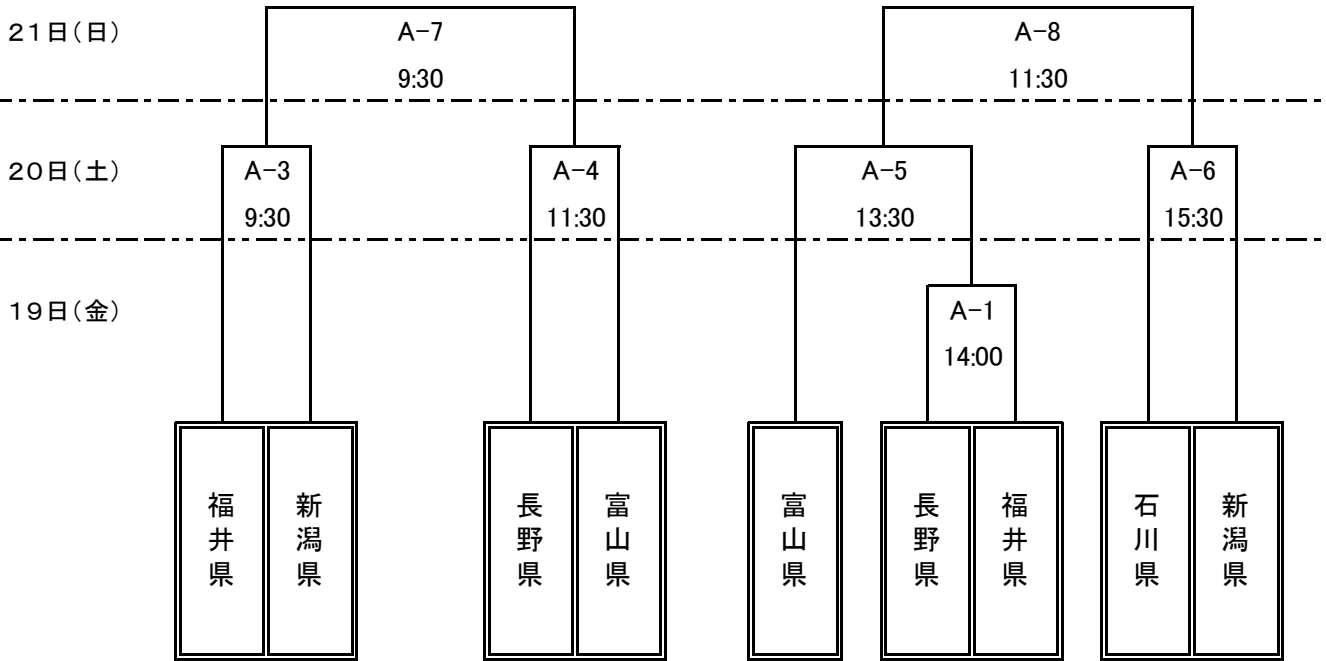 21日(日)
A-7
A-8
9:30
11:30
20日(土)
A-3
A-4
A-5
A-6
9:30
11:30
13:30
15:30
19日(金)
A-1
14:00
福井県
新潟県
長野県
富山県
富山県
長野県
福井県
石川県
新潟県